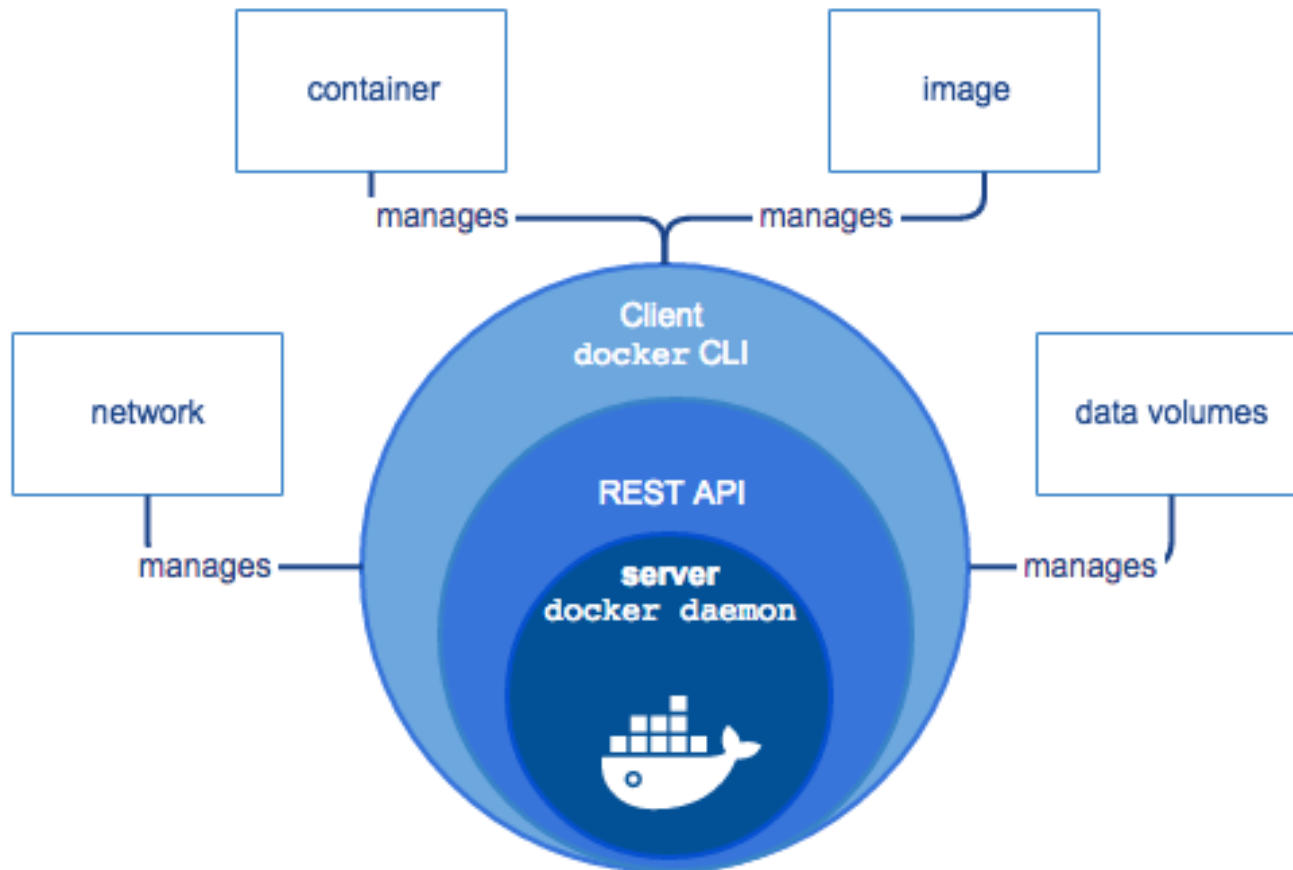 container
image
manages
manages
Client
docker CLI
network
data volumes
REST API
manages
manages
server
docker daemon